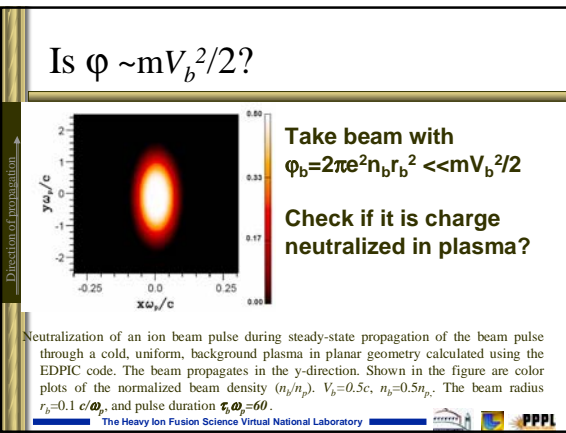 Is φ ~mV_b²/2?
Direction of propagation
2
1
0
-1
-2
yω_p/c
-0.25 0.0 0.25
xω_p/c
0.50
0.33
0.17
0.00
Take beam with
φ_b=2πe²n_br_b² <<mV_b²/2
Check if it is charge
neutralized in plasma?
Neutralization of an ion beam pulse during steady-state propagation of the beam pulse
through a cold, uniform, background plasma in planar geometry calculated using the
EDPIC code. The beam propagates in the y-direction. Shown in the figure are color
plots of the normalized beam density (n_b/n_p). V_b=0.5c, n_b=0.5n_p,. The beam radius
r_b=0.1 c/ω_p, and pulse duration τ_bω_p=60.
The Heavy Ion Fusion Science Virtual National Laboratory
PPPL